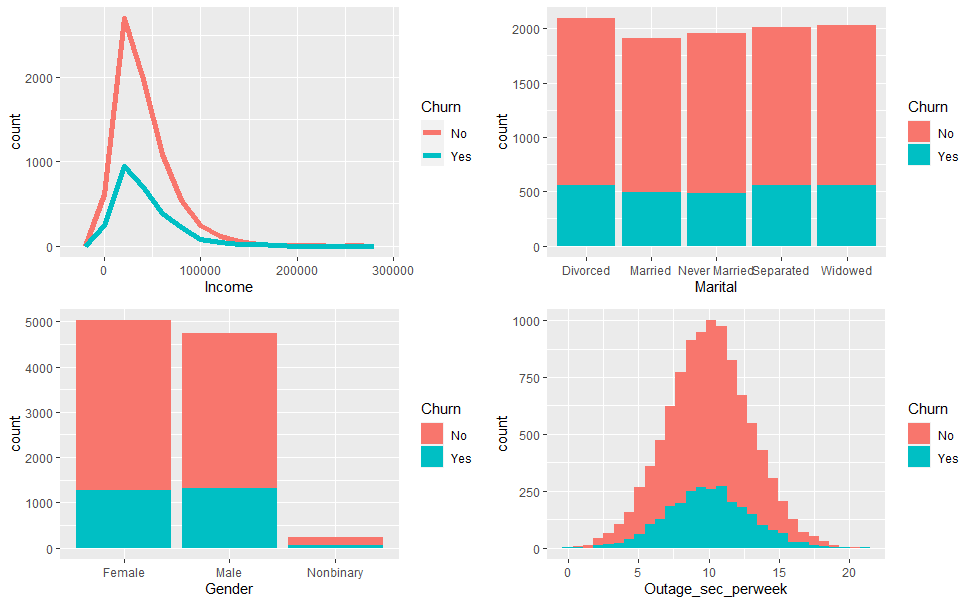 count
2000
1000
0
0
100000
200000
300000
Income
Churn
No
Yes
count
2000
1500
1000
500
0
Divorced
Married
Never Married
Separated
Widowed
Marital
Churn
No
Yes
count
5000
4000
3000
2000
1000
0
Female
Male
Nonbinary
Gender
Churn
No
Yes
count
1000
750
500
250
0
0
5
10
15
20
Outage_sec_perweek
Churn
No
Yes